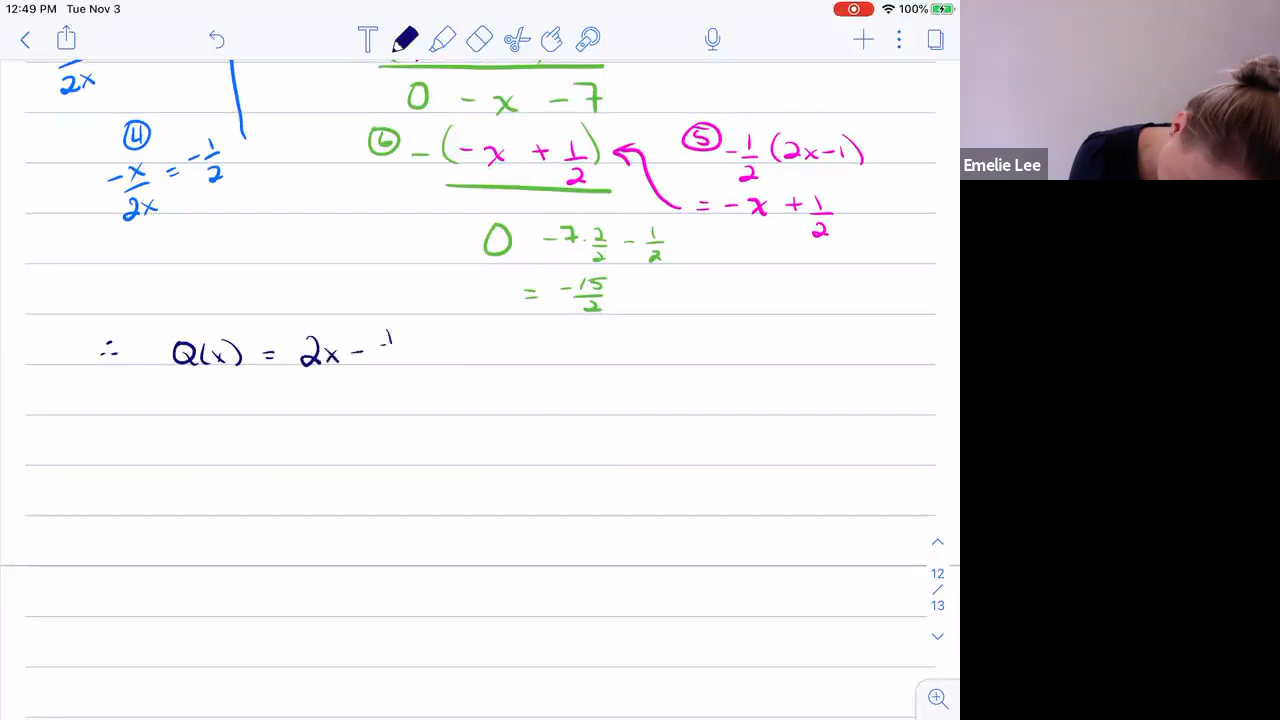 12:49 PM Tue Nov 3
100%
2x
0 - x - 7
④
-x/2x = -1/2
⑥ - (-x + 1/2)
⑤ -1/2 (2x-1)
= -x + 1/2
0 -7·2/2 - 1/2
= -15/2
∴ Q(x) = 2x - 1
Emelie Lee
12
/
13